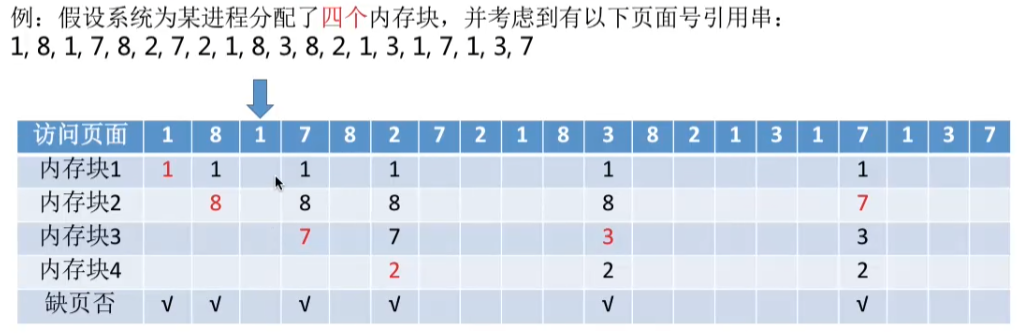 例：假设系统为某进程分配了四个内存块，并考虑到有以下页面号引用串：
1, 8, 1, 7, 8, 2, 7, 2, 1, 8, 3, 8, 2, 1, 3, 1, 7, 1, 3, 7
访问页面 1 8 1 7 8 2 7 2 1 8 3 8 2 1 3 1 7 1 3 7
内存块1 1 1 1 1 1 1
内存块2 8 8 8 8 7
内存块3 7 7 3 3
内存块4 2 2 2
缺页否 √ √ √ √ √ √